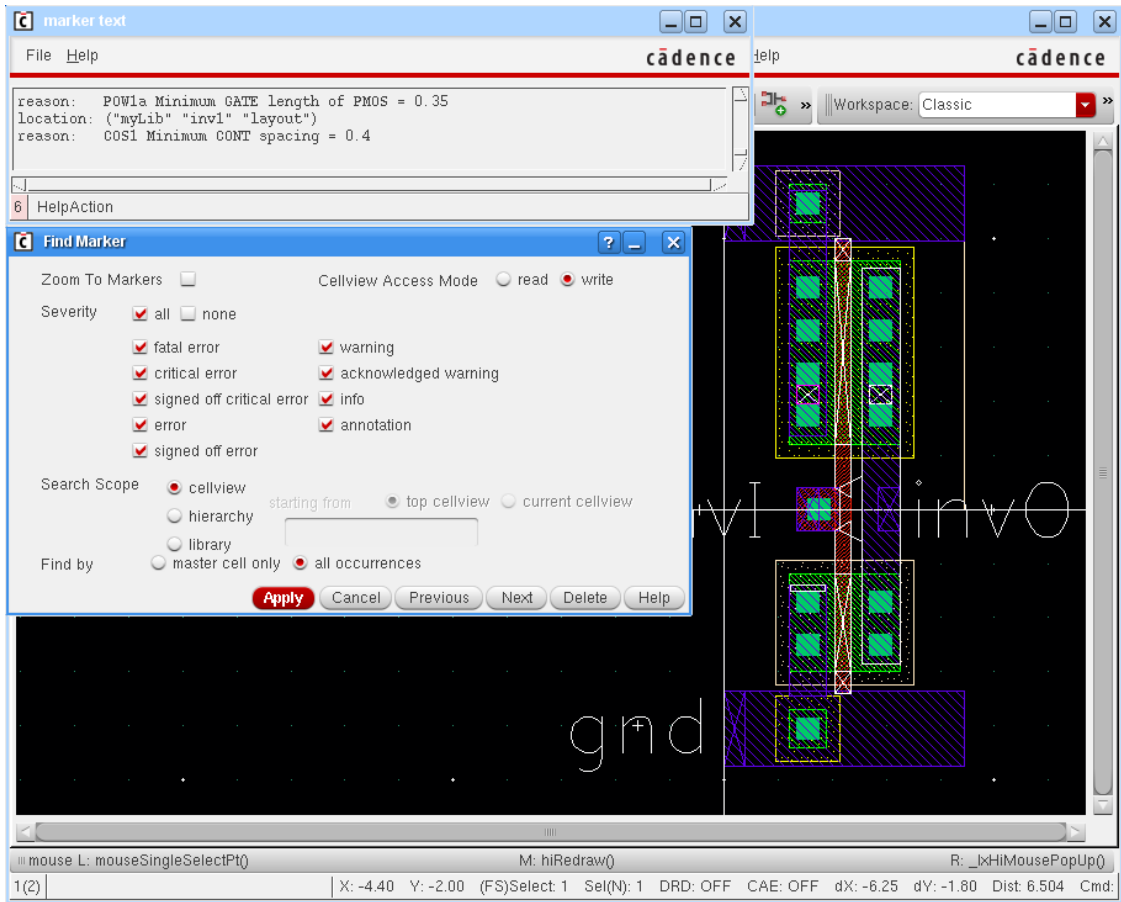 marker text
File Help
cādence
reason: POW1a Minimum GATE length of PMOS = 0.35
location: ("myLib" "inv1" "layout")
reason: COS1 Minimum CONT spacing = 0.4
6 HelpAction
Help
cādence
» Workspace: Classic »
Find Marker
Zoom To Markers
Cellview Access Mode read write
Severity all none
fatal error warning
critical error acknowledged warning
signed off critical error info
error annotation
signed off error
Search Scope cellview
starting from top cellview current cellview
hierarchy
library
Find by master cell only all occurrences
Apply Cancel Previous Next Delete Help
vI invO
gnd
mouse L: mouseSingleSelectPt() M: hiRedraw() R: _lxHiMousePopUp()
1(2) X: -4.40 Y: -2.00 (FS)Select: 1 Sel(N): 1 DRD: OFF CAE: OFF dX: -6.25 dY: -1.80 Dist: 6.504 Cmd: